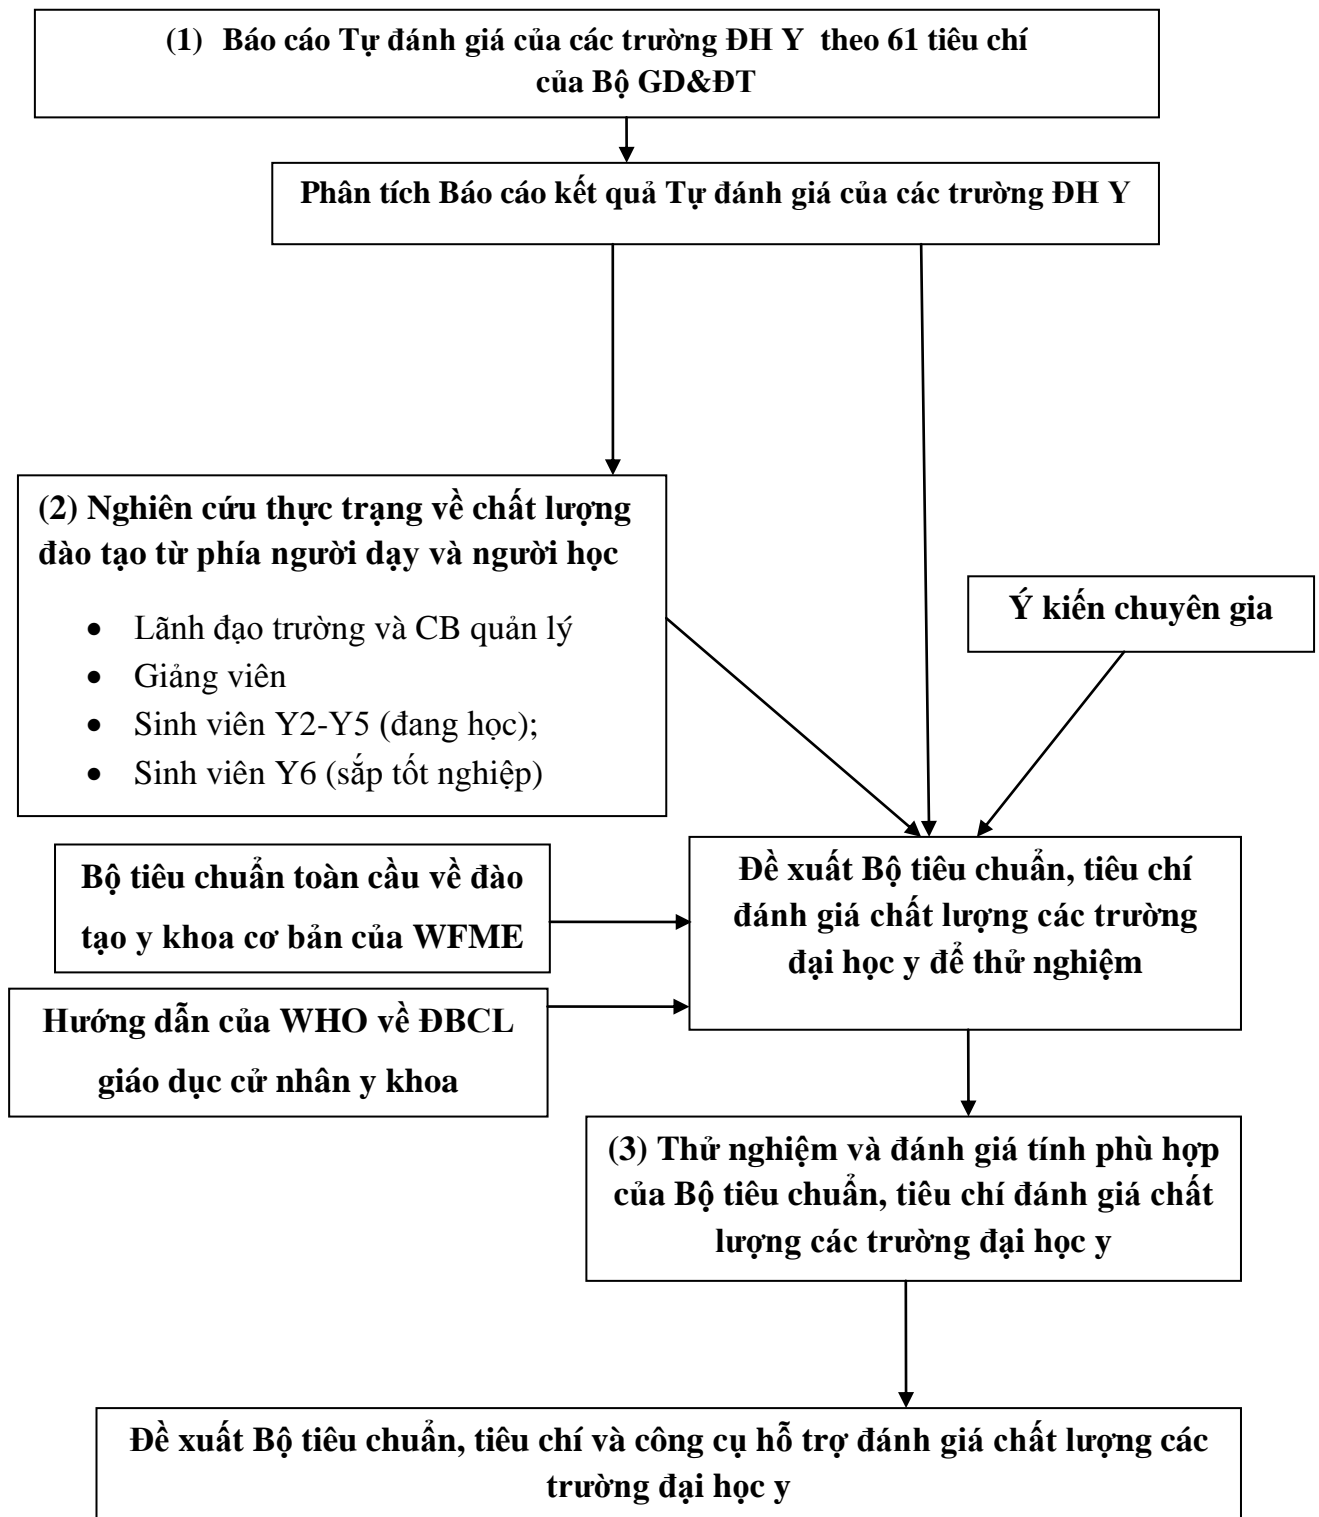 (1) Báo cáo Tự đánh giá của các trường ĐH Y theo 61 tiêu chí
của Bộ GD&ĐT
Phân tích Báo cáo kết quả Tự đánh giá của các trường ĐH Y
(2) Nghiên cứu thực trạng về chất lượng
đào tạo từ phía người dạy và người học
• Lãnh đạo trường và CB quản lý
• Giảng viên
• Sinh viên Y2-Y5 (đang học);
• Sinh viên Y6 (sắp tốt nghiệp)
Ý kiến chuyên gia
Bộ tiêu chuẩn toàn cầu về đào
tạo y khoa cơ bản của WFME
Hướng dẫn của WHO về ĐBCL
giáo dục cử nhân y khoa
Đề xuất Bộ tiêu chuẩn, tiêu chí
đánh giá chất lượng các trường
đại học y để thử nghiệm
(3) Thử nghiệm và đánh giá tính phù hợp
của Bộ tiêu chuẩn, tiêu chí đánh giá chất
lượng các trường đại học y
Đề xuất Bộ tiêu chuẩn, tiêu chí và công cụ hỗ trợ đánh giá chất lượng các
trường đại học y